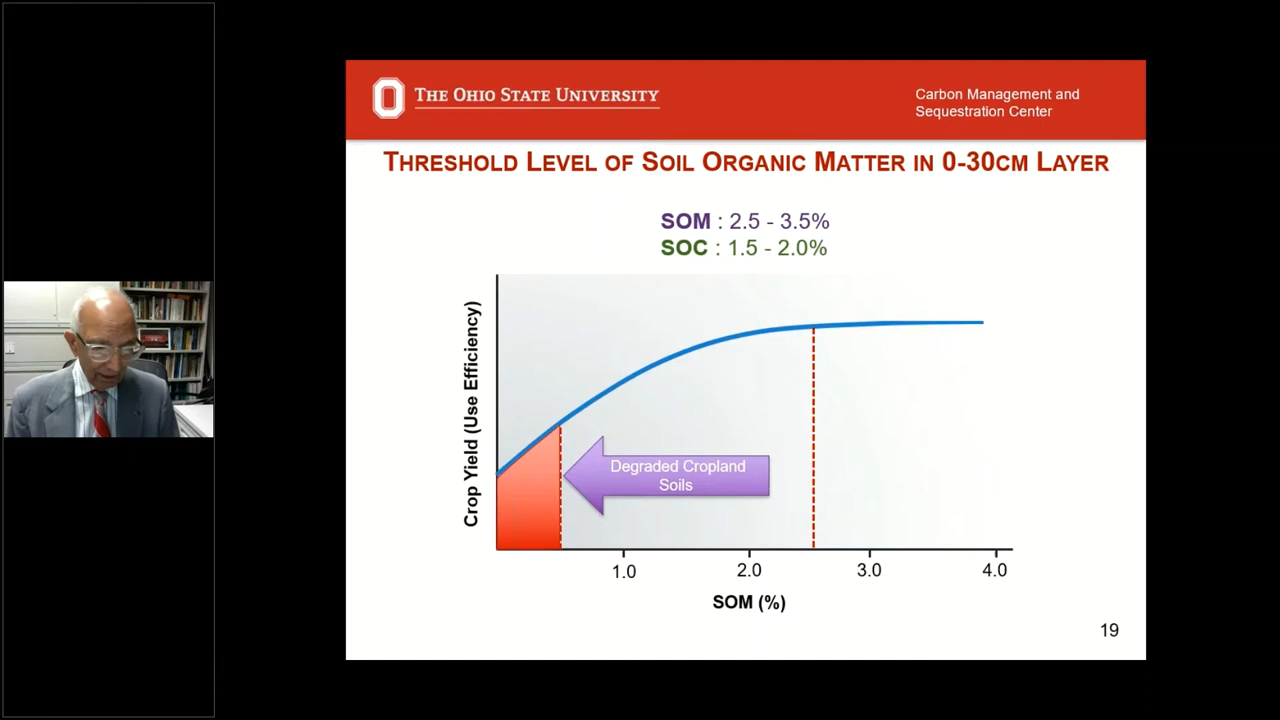 THE OHIO STATE UNIVERSITY
Carbon Management and
Sequestration Center
THRESHOLD LEVEL OF SOIL ORGANIC MATTER IN 0-30CM LAYER
SOM : 2.5 - 3.5%
SOC : 1.5 - 2.0%
Crop Yield (Use Efficiency)
Degraded Cropland
Soils
1.0
2.0
3.0
4.0
SOM (%)
19